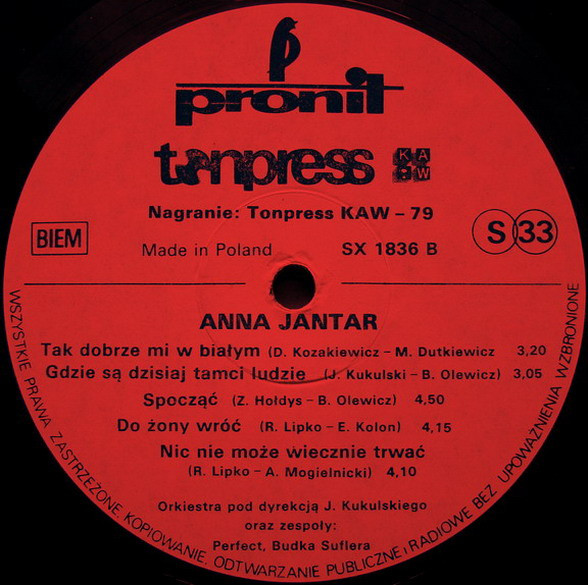 pronit
tonpress KAW
Nagranie: Tonpress KAW – 79
BIEM
Made in Poland
SX 1836 B
S 33
ANNA JANTAR
Tak dobrze mi w białym (D. Kozakiewicz – M. Dutkiewicz 3,20
Gdzie są dzisiaj tamci ludzie (J. Kukulski – B. Olewicz) 3,05
Spocząć (Z. Hołdys – B. Olewicz) 4,50
Do żony wróć (R. Lipko – E. Kolon) 4,15
Nic nie może wiecznie trwać
(R. Lipko – A. Mogielnicki) 4,10
Orkiestra pod dyrekcją J. Kukulskiego
oraz zespoły:
Perfect, Budka Suflera
WSZYSTKIE PRAWA ZASTRZEŻONE. KOPIOWANIE, ODTWARZANIE PUBLICZNE i RADIOWE BEZ UPOWAŻNIENIA WZBRONIONE